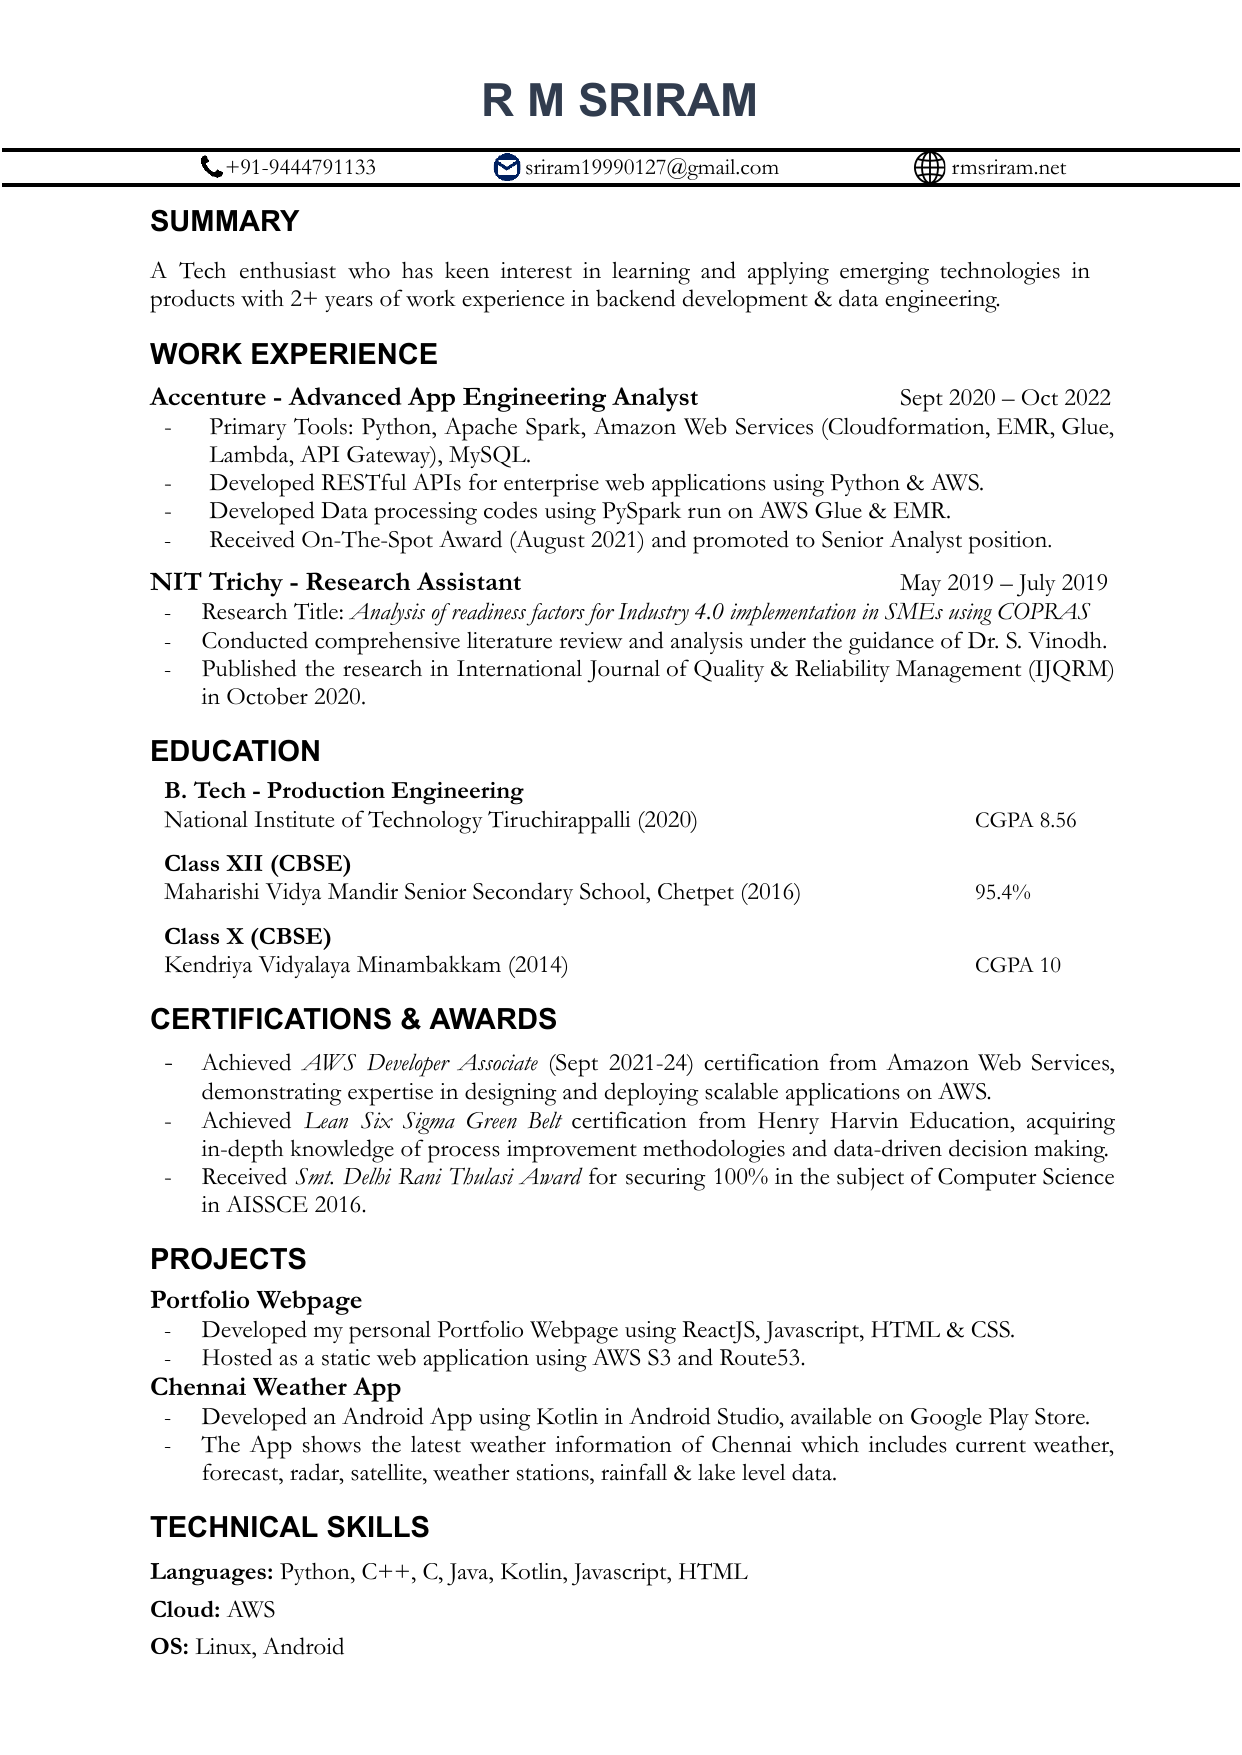 R M SRIRAM
+91-9444791133 sriram19990127@gmail.com rmsriram.net
SUMMARY
A Tech enthusiast who has keen interest in learning and applying emerging technologies in
products with 2+ years of work experience in backend development & data engineering.
WORK EXPERIENCE
Accenture - Advanced App Engineering Analyst Sept 2020 – Oct 2022
- Primary Tools: Python, Apache Spark, Amazon Web Services (Cloudformation, EMR, Glue,
Lambda, API Gateway), MySQL.
- Developed RESTful APIs for enterprise web applications using Python & AWS.
- Developed Data processing codes using PySpark run on AWS Glue & EMR.
- Received On-The-Spot Award (August 2021) and promoted to Senior Analyst position.
NIT Trichy - Research Assistant May 2019 – July 2019
- Research Title: Analysis of readiness factors for Industry 4.0 implementation in SMEs using COPRAS
- Conducted comprehensive literature review and analysis under the guidance of Dr. S. Vinodh.
- Published the research in International Journal of Quality & Reliability Management (IJQRM)
in October 2020.
EDUCATION
B. Tech - Production Engineering
National Institute of Technology Tiruchirappalli (2020) CGPA 8.56
Class XII (CBSE)
Maharishi Vidya Mandir Senior Secondary School, Chetpet (2016) 95.4%
Class X (CBSE)
Kendriya Vidyalaya Minambakkam (2014) CGPA 10
CERTIFICATIONS & AWARDS
- Achieved AWS Developer Associate (Sept 2021-24) certification from Amazon Web Services,
demonstrating expertise in designing and deploying scalable applications on AWS.
- Achieved Lean Six Sigma Green Belt certification from Henry Harvin Education, acquiring
in-depth knowledge of process improvement methodologies and data-driven decision making.
- Received Smt. Delhi Rani Thulasi Award for securing 100% in the subject of Computer Science
in AISSCE 2016.
PROJECTS
Portfolio Webpage
- Developed my personal Portfolio Webpage using ReactJS, Javascript, HTML & CSS.
- Hosted as a static web application using AWS S3 and Route53.
Chennai Weather App
- Developed an Android App using Kotlin in Android Studio, available on Google Play Store.
- The App shows the latest weather information of Chennai which includes current weather,
forecast, radar, satellite, weather stations, rainfall & lake level data.
TECHNICAL SKILLS
Languages: Python, C++, C, Java, Kotlin, Javascript, HTML
Cloud: AWS
OS: Linux, Android